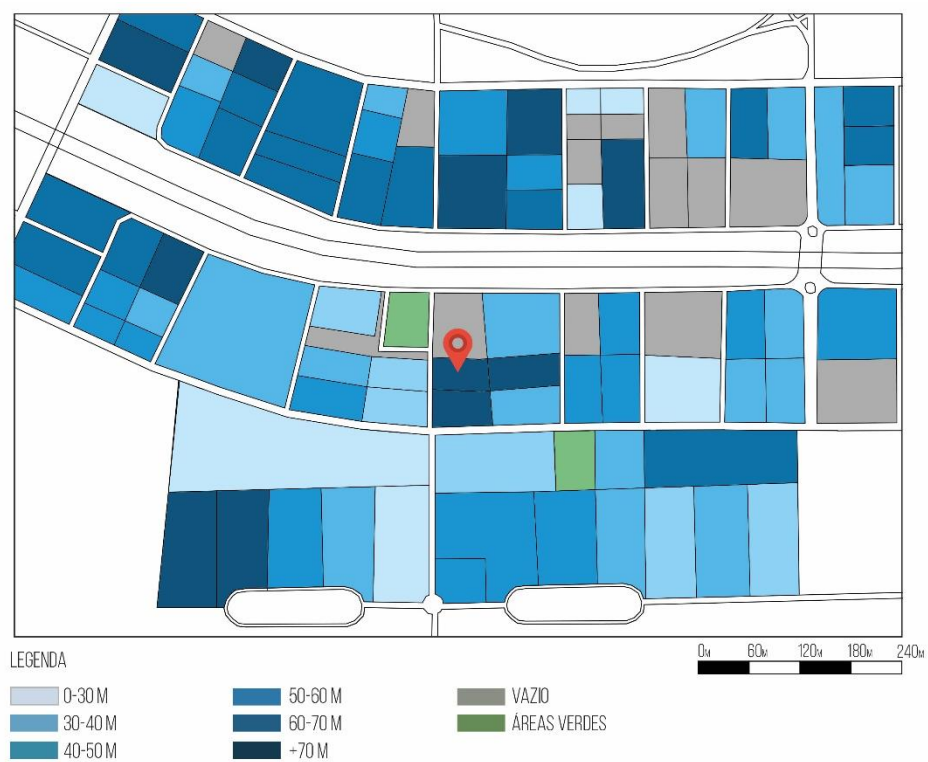 LEGENDA
0-30 M
30-40 M
40-50 M
50-60 M
60-70 M
+70 M
VAZIO
ÁREAS VERDES
0M 60M 120M 180M 240M